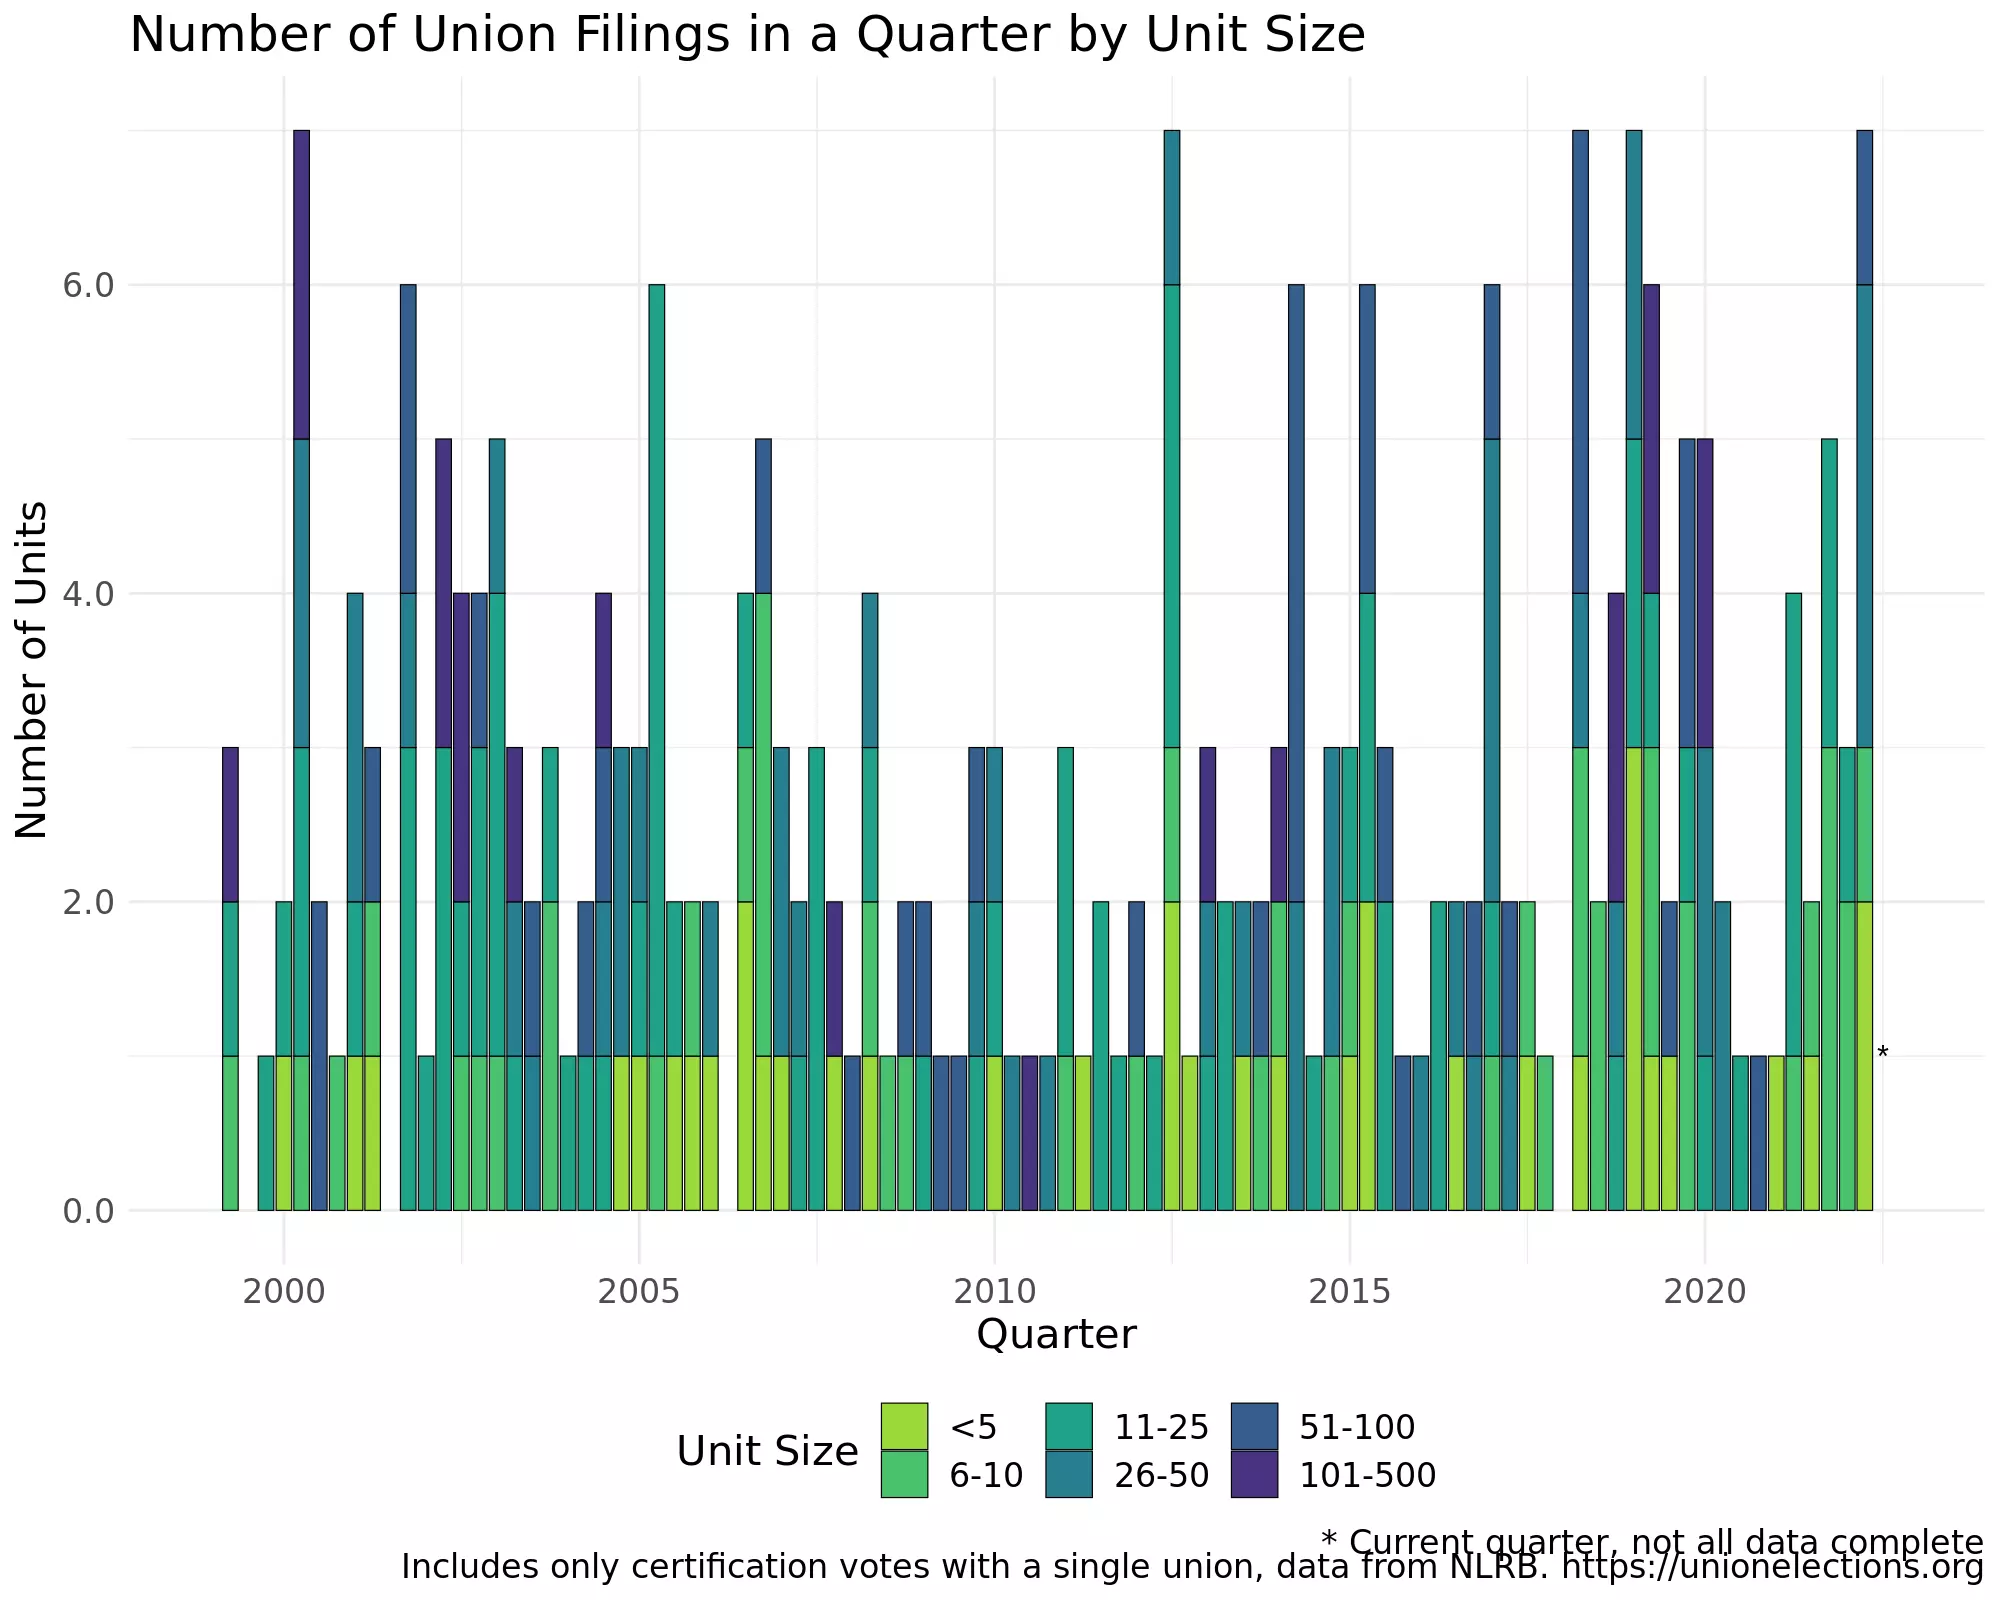 Number of Union Filings in a Quarter by Unit Size
Number of Units
6.0
4.0
2.0
0.0
*
2000 2005 2010 2015 2020
Quarter
Unit Size
<5 11-25 51-100
6-10 26-50 101-500
* Current quarter, not all data complete
Includes only certification votes with a single union, data from NLRB. https://unionelections.org